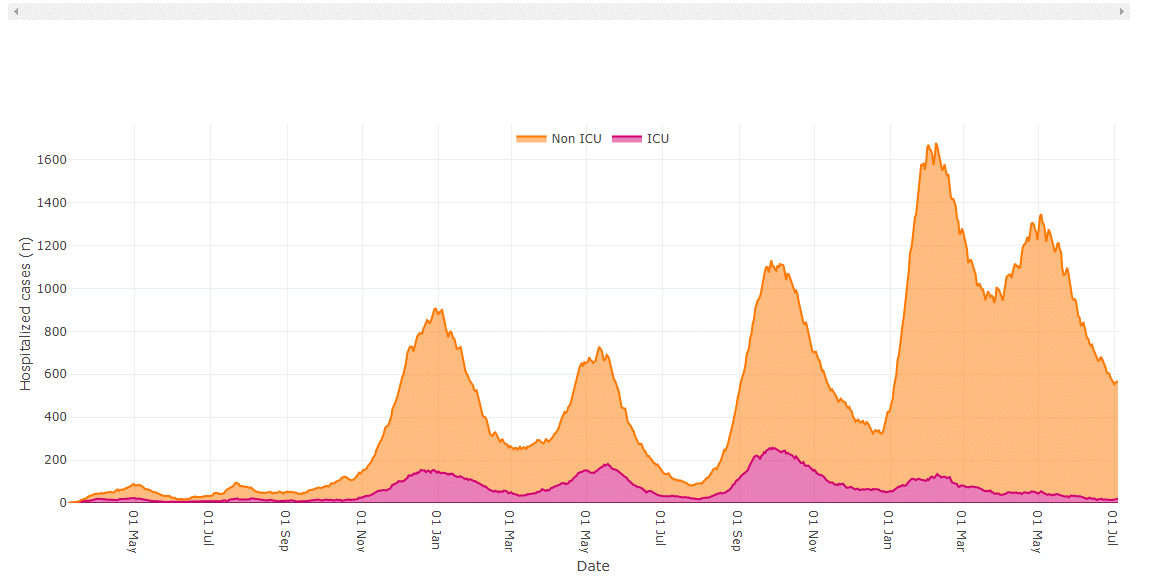 Non ICU ICU
1600
1400
1200
1000
800
600
400
200
0
Hospitalized cases (n)
01 May 01 Jul 01 Sep 01 Nov 01 Jan 01 Mar 01 May 01 Jul 01 Sep 01 Nov 01 Jan 01 Mar 01 May 01 Jul
Date